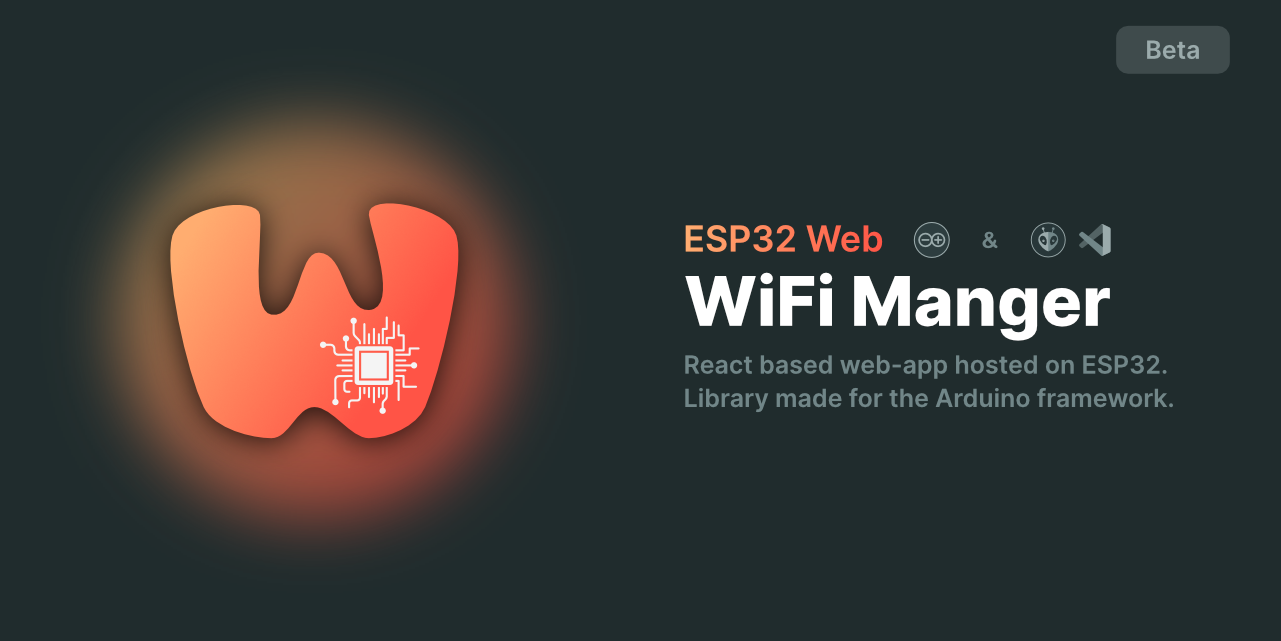 Beta
ESP32 Web &
WiFi Manger
React based web-app hosted on ESP32.
Library made for the Arduino framework.